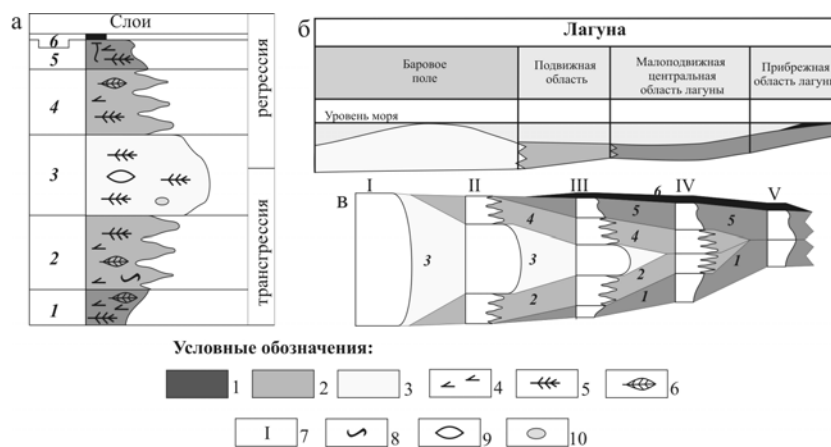 а
Слои
6
5
4
3
2
1
регрессия
трансгрессия
б
Лагуна
Баровое
поле
Подвижная
область
Малоподвижная
центральная
область лагуны
Прибрежная
область лагуны
Уровень моря
в
I
II
III
6
IV
V
4
5
5
4
3
3
2
1
2
1
Условные обозначения:
1
2
3
4
5
6
I
7
8
9
10